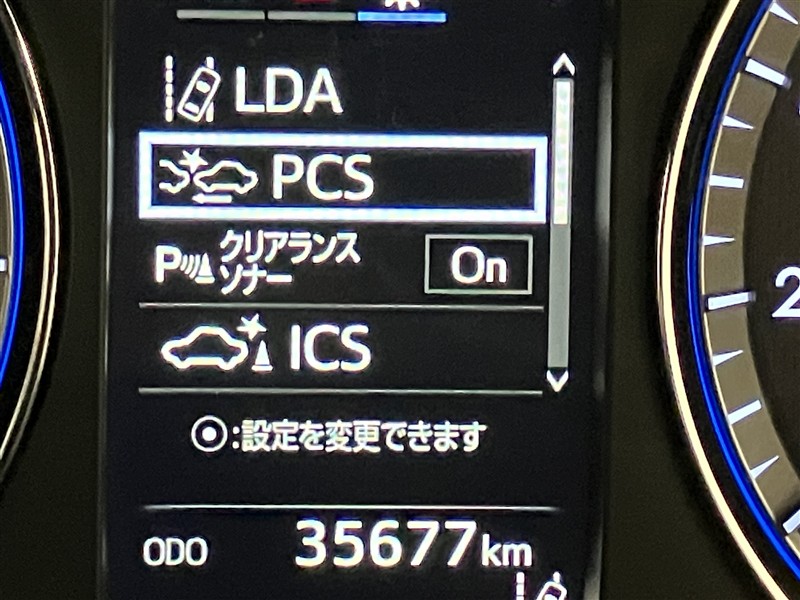 LDA
PCS
P クリアランス
ソナー
On
ICS
:設定を変更できます
ODO 35677km
2